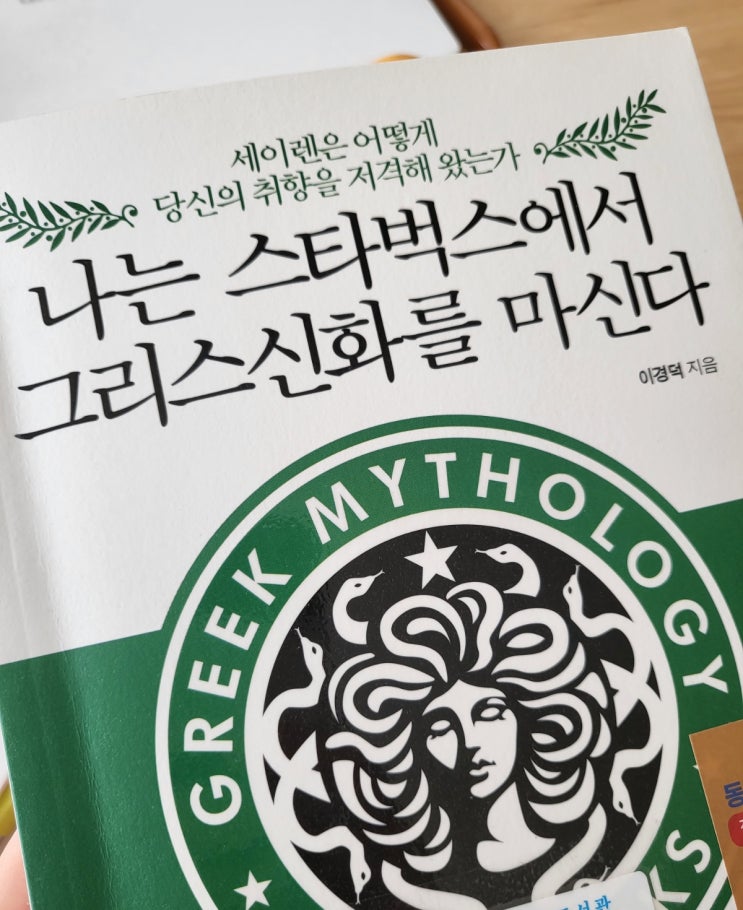 세이렌은 어떻게
당신의 취향을 저격해 왔는가
나는 스타벅스에서
그리스신화를 마신다
이경덕 지음
GREEK MYTHOLOGY